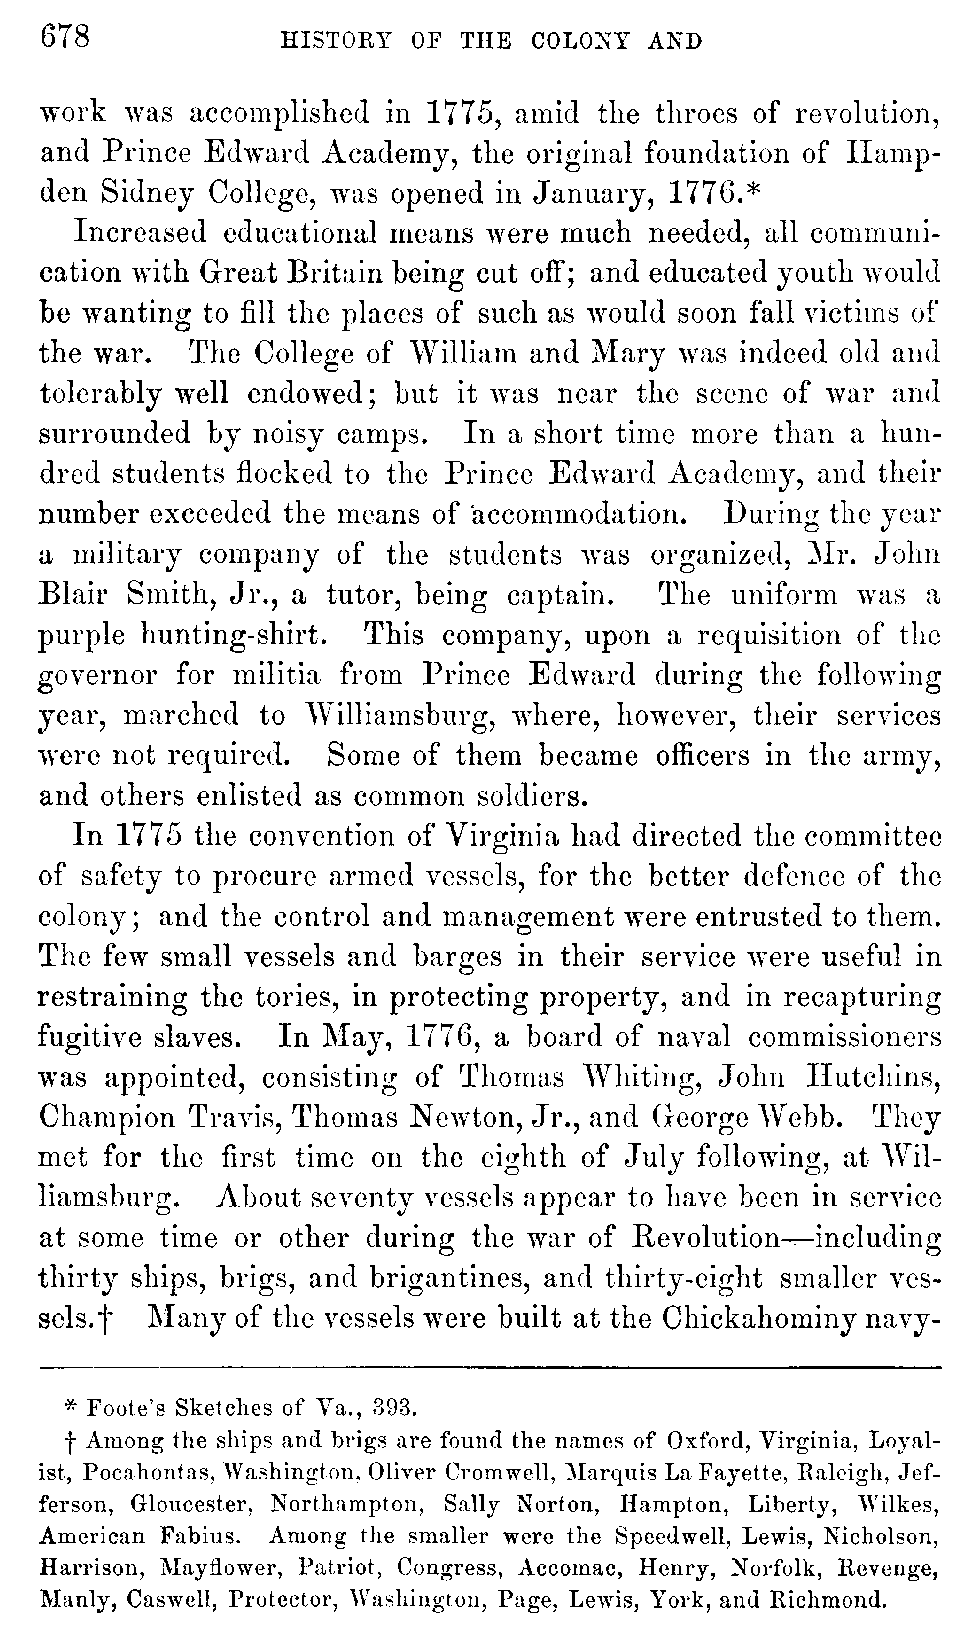 678 HISTORY OF THE COLONY AND
work was accomplished in 1775, amid the throes of revolution,
and Prince Edward Academy, the original foundation of Hamp-
den Sidney College, was opened in January, 1776.*
Increased educational means were much needed, all communi-
cation with Great Britain being cut off; and educated youth would
be wanting to fill the places of such as would soon fall victims of
the war. The College of William and Mary was indeed old and
tolerably well endowed; but it was near the scene of war and
surrounded by noisy camps. In a short time more than a hun-
dred students flocked to the Prince Edward Academy, and their
number exceeded the means of accommodation. During the year
a military company of the students was organized, Mr. John
Blair Smith, Jr., a tutor, being captain. The uniform was a
purple hunting-shirt. This company, upon a requisition of the
governor for militia from Prince Edward during the following
year, marched to Williamsburg, where, however, their services
were not required. Some of them became officers in the army,
and others enlisted as common soldiers.
In 1775 the convention of Virginia had directed the committee
of safety to procure armed vessels, for the better defence of the
colony; and the control and management were entrusted to them.
The few small vessels and barges in their service were useful in
restraining the tories, in protecting property, and in recapturing
fugitive slaves. In May, 1776, a board of naval commissioners
was appointed, consisting of Thomas Whiting, John Hutchins,
Champion Travis, Thomas Newton, Jr., and George Webb. They
met for the first time on the eighth of July following, at Wil-
liamsburg. About seventy vessels appear to have been in service
at some time or other during the war of Revolution—including
thirty ships, brigs, and brigantines, and thirty-eight smaller ves-
sels.† Many of the vessels were built at the Chickahominy navy-
* Foote's Sketches of Va., 393.
† Among the ships and brigs are found the names of Oxford, Virginia, Loyal-
ist, Pocahontas, Washington, Oliver Cromwell, Marquis La Fayette, Raleigh, Jef-
ferson, Gloucester, Northampton, Sally Norton, Hampton, Liberty, Wilkes,
American Fabius. Among the smaller were the Speedwell, Lewis, Nicholson,
Harrison, Mayflower, Patriot, Congress, Accomac, Henry, Norfolk, Revenge,
Manly, Caswell, Protector, Washington, Page, Lewis, York, and Richmond.